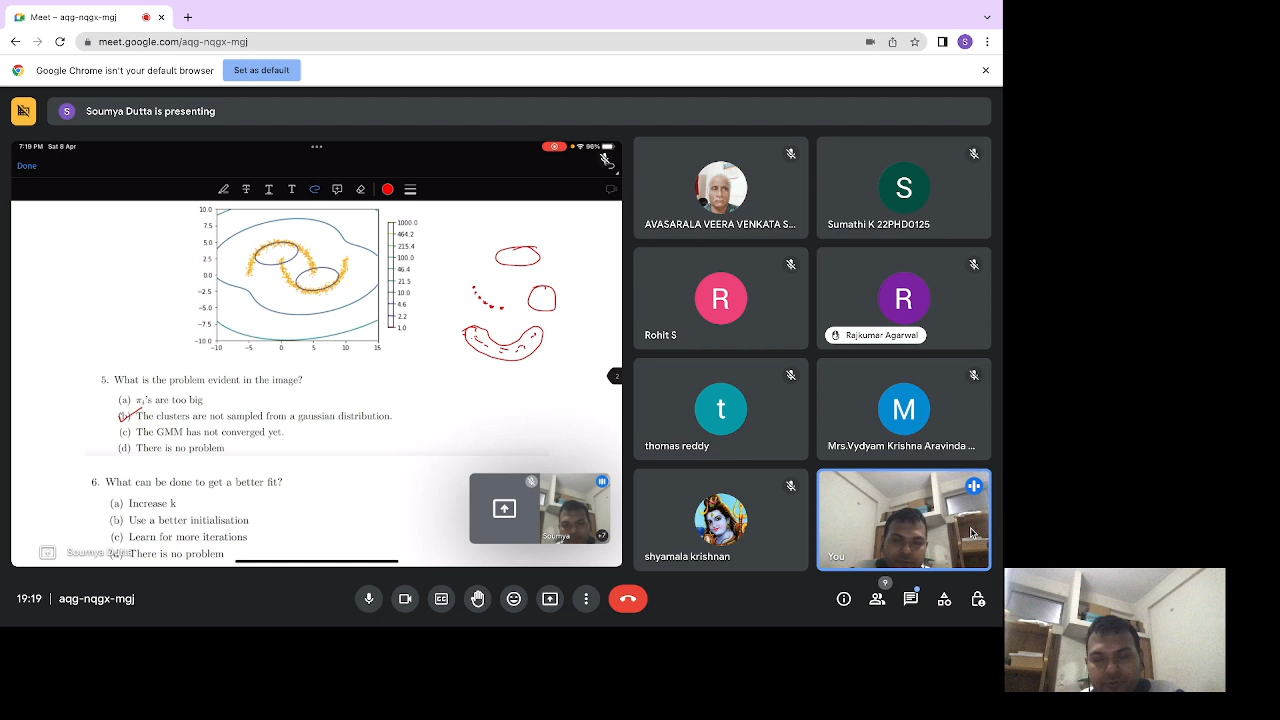 Meet – aqg-nqgx-mgj
meet.google.com/aqg-nqgx-mgj
S
Google Chrome isn't your default browser
Set as default
S
Soumya Dutta is presenting
7:19 PM Sat 8 Apr
96%
Done
T T T
10.0
7.5
5.0
2.5
0.0
−2.5
−5.0
−7.5
−10.0
−10 −5 0 5 10 15
1000.0
464.2
215.4
100.0
46.4
21.5
10.0
4.6
2.2
1.0
2
5. What is the problem evident in the image?
(a) πi's are too big
(b) The clusters are not sampled from a gaussian distribution.
(c) The GMM has not converged yet.
(d) There is no problem
6. What can be done to get a better fit?
(a) Increase k
(b) Use a better initialisation
(c) Learn for more iterations
(d) There is no problem
Soumya Dutta
Soumya
+7
AVASARALA VEERA VENKATA S...
S
Sumathi K 22PHD0125
R
Rohit S
R
Rajkumar Agarwal
t
thomas reddy
M
Mrs.Vydyam Krishna Aravinda ...
shyamala krishnan
You
19:19 | aqg-nqgx-mgj
CC
9